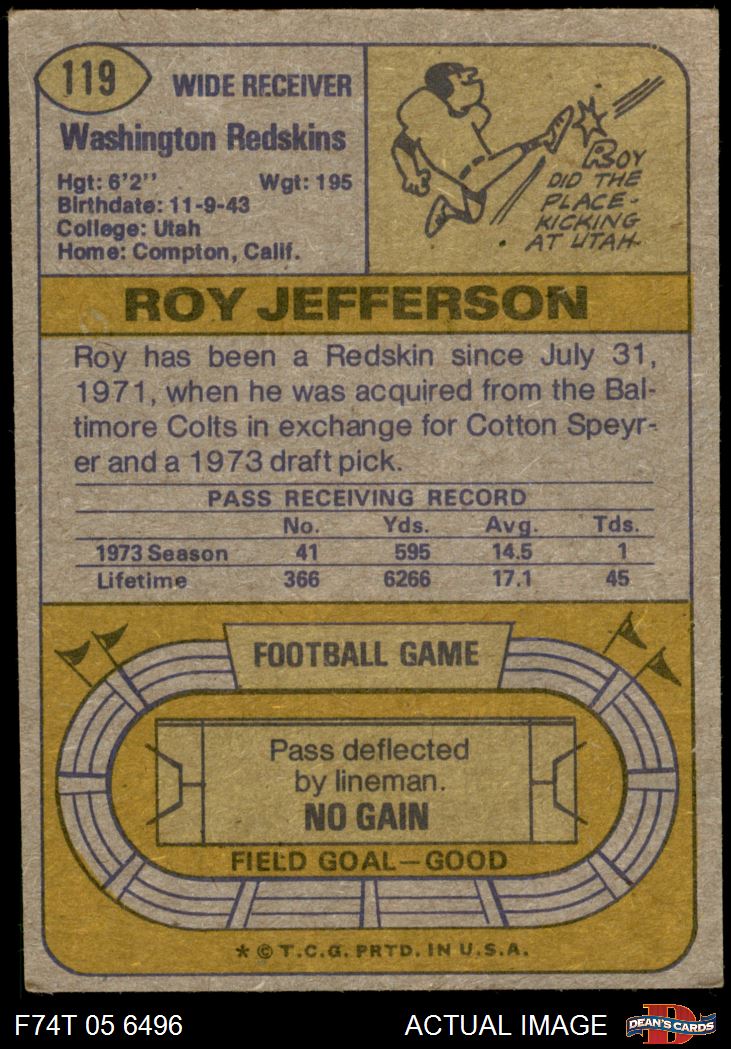 119
WIDE RECEIVER
Washington Redskins
Hgt: 6'2'' Wgt: 195
Birthdate: 11-9-43
College: Utah
Home: Compton, Calif.
ROY
DID THE
PLACE-
KICKING
AT UTAH
ROY JEFFERSON
Roy has been a Redskin since July 31,
1971, when he was acquired from the Bal-
timore Colts in exchange for Cotton Speyr-
er and a 1973 draft pick.
PASS RECEIVING RECORD
No. Yds. Avg. Tds.
1973 Season 41 595 14.5 1
Lifetime 366 6266 17.1 45
FOOTBALL GAME
Pass deflected
by lineman.
NO GAIN
FIELD GOAL—GOOD
* © T.C.G. PRTD. IN U.S.A.
F74T 05 6496 ACTUAL IMAGE
DEAN'S CARDS